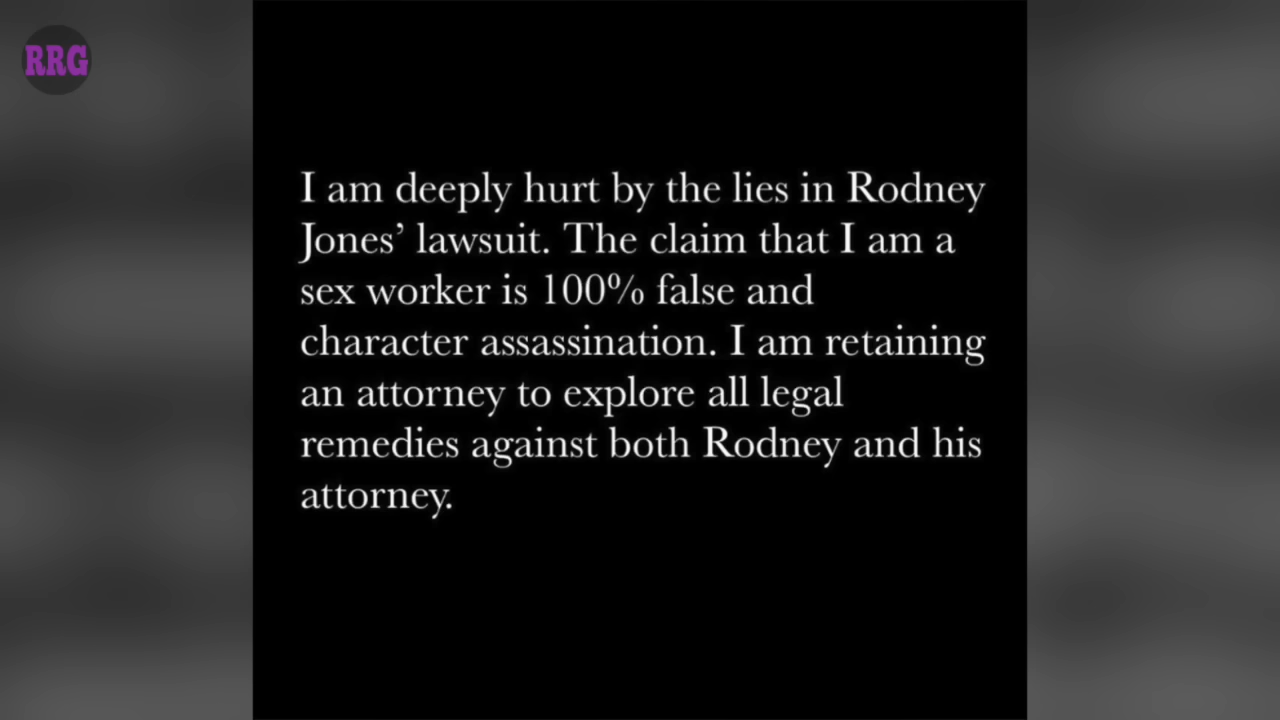 RRG
I am deeply hurt by the lies in Rodney
Jones’ lawsuit. The claim that I am a
sex worker is 100% false and
character assassination. I am retaining
an attorney to explore all legal
remedies against both Rodney and his
attorney.